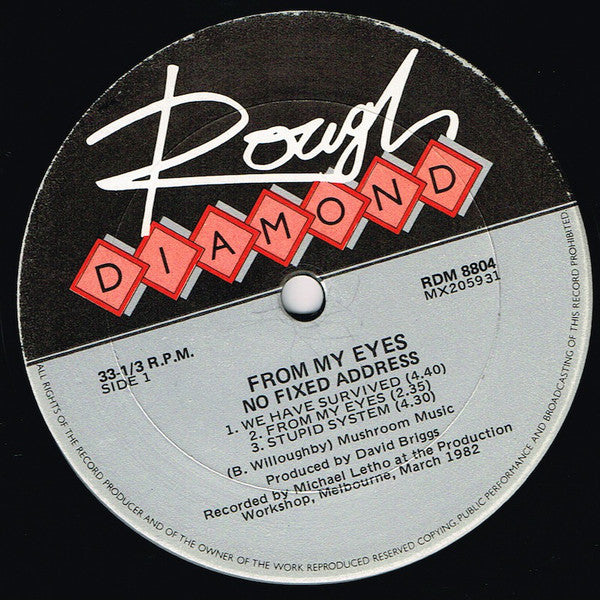 Rough
DIAMOND
RDM 8804
MX205931
33-1/3 R.P.M.
SIDE 1
FROM MY EYES
NO FIXED ADDRESS
1. WE HAVE SURVIVED (4.40)
2. FROM MY EYES (2.35)
3. STUPID SYSTEM (4.30)
(B. Willoughby) Mushroom Music
Produced by David Briggs
Recorded by Michael Letho at the Production
Workshop, Melbourne, March 1982
ALL RIGHTS OF THE RECORD PRODUCER AND OF THE OWNER OF THE WORK REPRODUCED RESERVED COPYING, PUBLIC PERFORMANCE AND BROADCASTING OF THIS RECORD PROHIBITED.